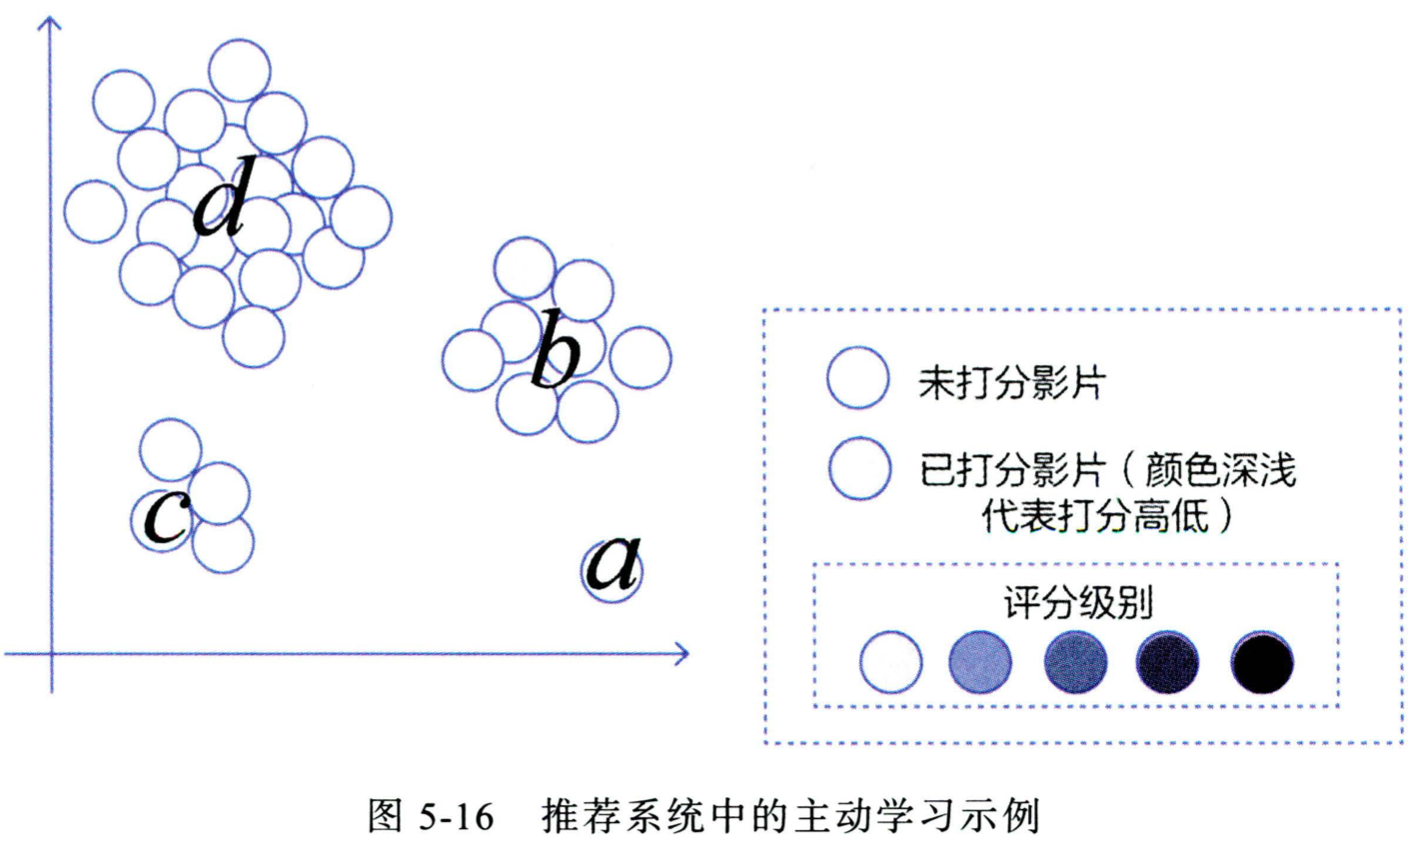 d
b
c
a
未打分影片
已打分影片（颜色深浅
代表打分高低）
评分级别
图 5-16 推荐系统中的主动学习示例